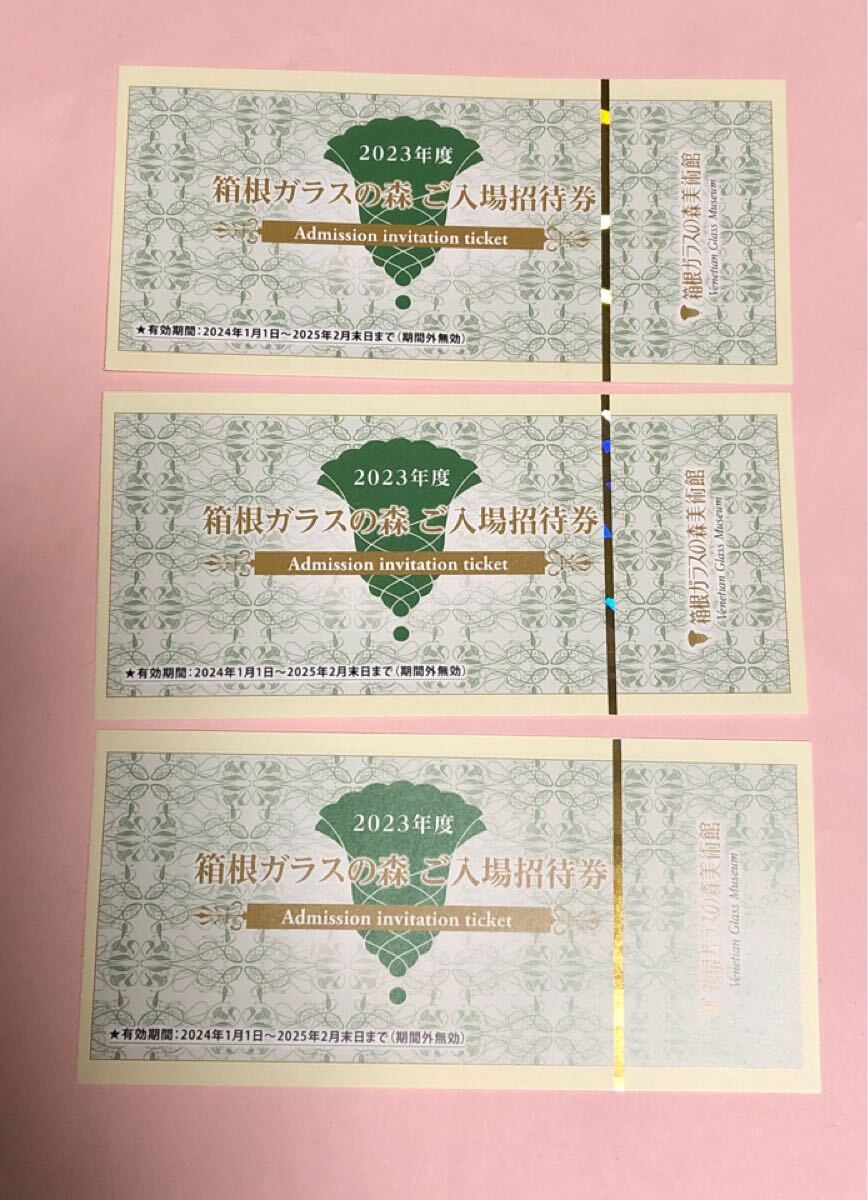 2023年度
箱根ガラスの森 ご入場招待券
Admission invitation ticket
★有効期間：2024年1月1日～2025年2月末日まで（期間外無効）
箱根ガラスの森美術館
Venetian Glass Museum
2023年度
箱根ガラスの森 ご入場招待券
Admission invitation ticket
★有効期間：2024年1月1日～2025年2月末日まで（期間外無効）
箱根ガラスの森美術館
Venetian Glass Museum
2023年度
箱根ガラスの森 ご入場招待券
Admission invitation ticket
★有効期間：2024年1月1日～2025年2月末日まで（期間外無効）
箱根ガラスの森美術館
Venetian Glass Museum